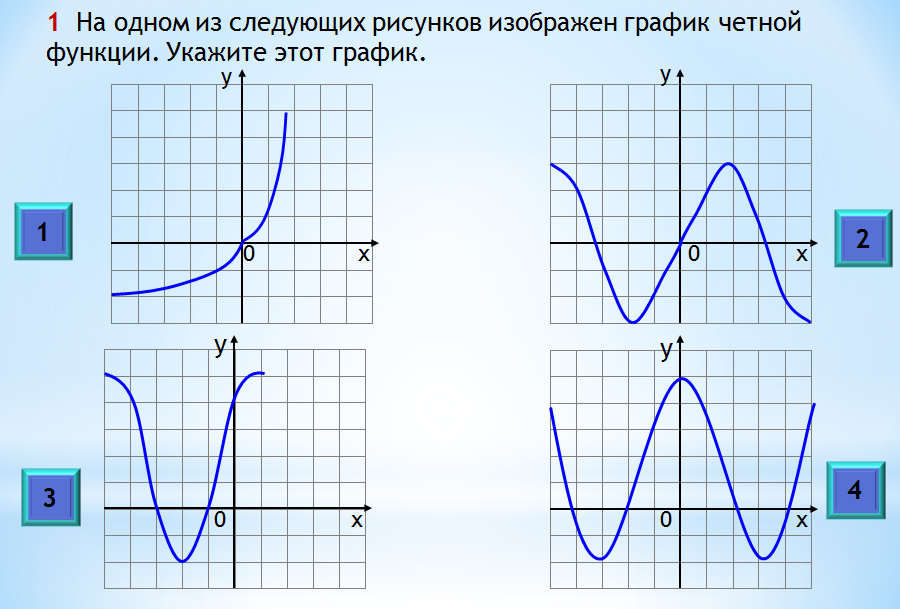 1 На одном из следующих рисунков изображен график четной
функции. Укажите этот график.
y
0
x
1
y
0
x
2
y
0
x
3
y
0
x
4